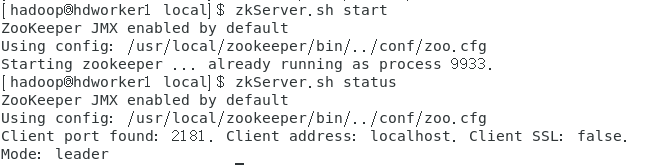 [hadoop@hdworker1 local]$ zkServer.sh start
ZooKeeper JMX enabled by default
Using config: /usr/local/zookeeper/bin/../conf/zoo.cfg
Starting zookeeper ... already running as process 9933.
[hadoop@hdworker1 local]$ zkServer.sh status
ZooKeeper JMX enabled by default
Using config: /usr/local/zookeeper/bin/../conf/zoo.cfg
Client port found: 2181. Client address: localhost. Client SSL: false.
Mode: leader